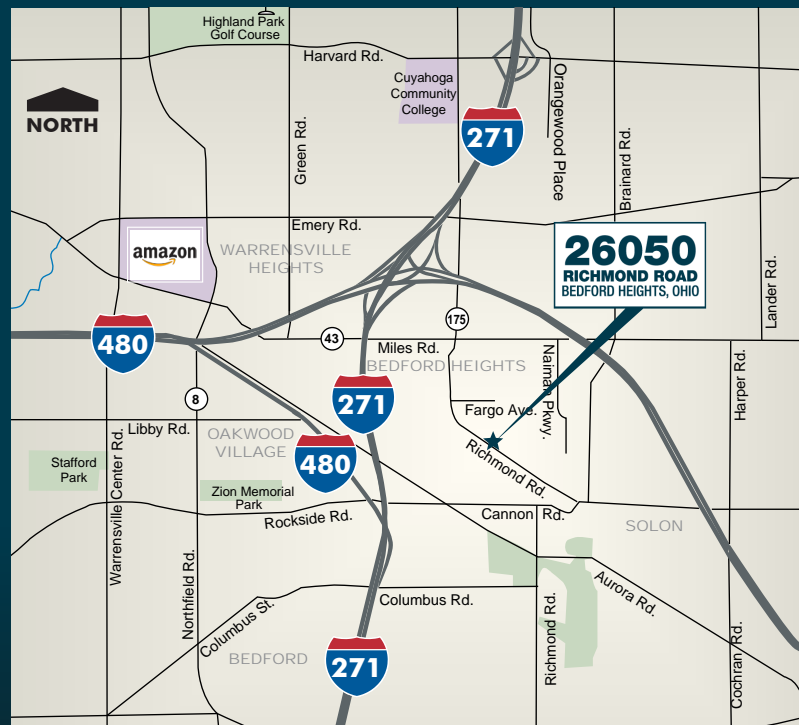 Highland Park
Golf Course
Harvard Rd.
Cuyahoga
Community
College
NORTH
271
Orangewood Place
Green Rd.
Brainard Rd.
Emery Rd.
amazon
WARRENSVILLE
HEIGHTS
26050
RICHMOND ROAD
BEDFORD HEIGHTS, OHIO
Lander Rd.
175
480
43
Miles Rd.
BEDFORD HEIGHTS
Naiman Pkwy.
Harper Rd.
271
8
Fargo Ave.
Libby Rd.
OAKWOOD
VILLAGE
480
Richmond Rd.
Stafford
Park
Warrensville Center Rd.
Zion Memorial
Park
Rockside Rd.
Cannon Rd.
SOLON
Northfield Rd.
Columbus St.
Columbus Rd.
Aurora Rd.
Richmond Rd.
BEDFORD
271
Cochran Rd.